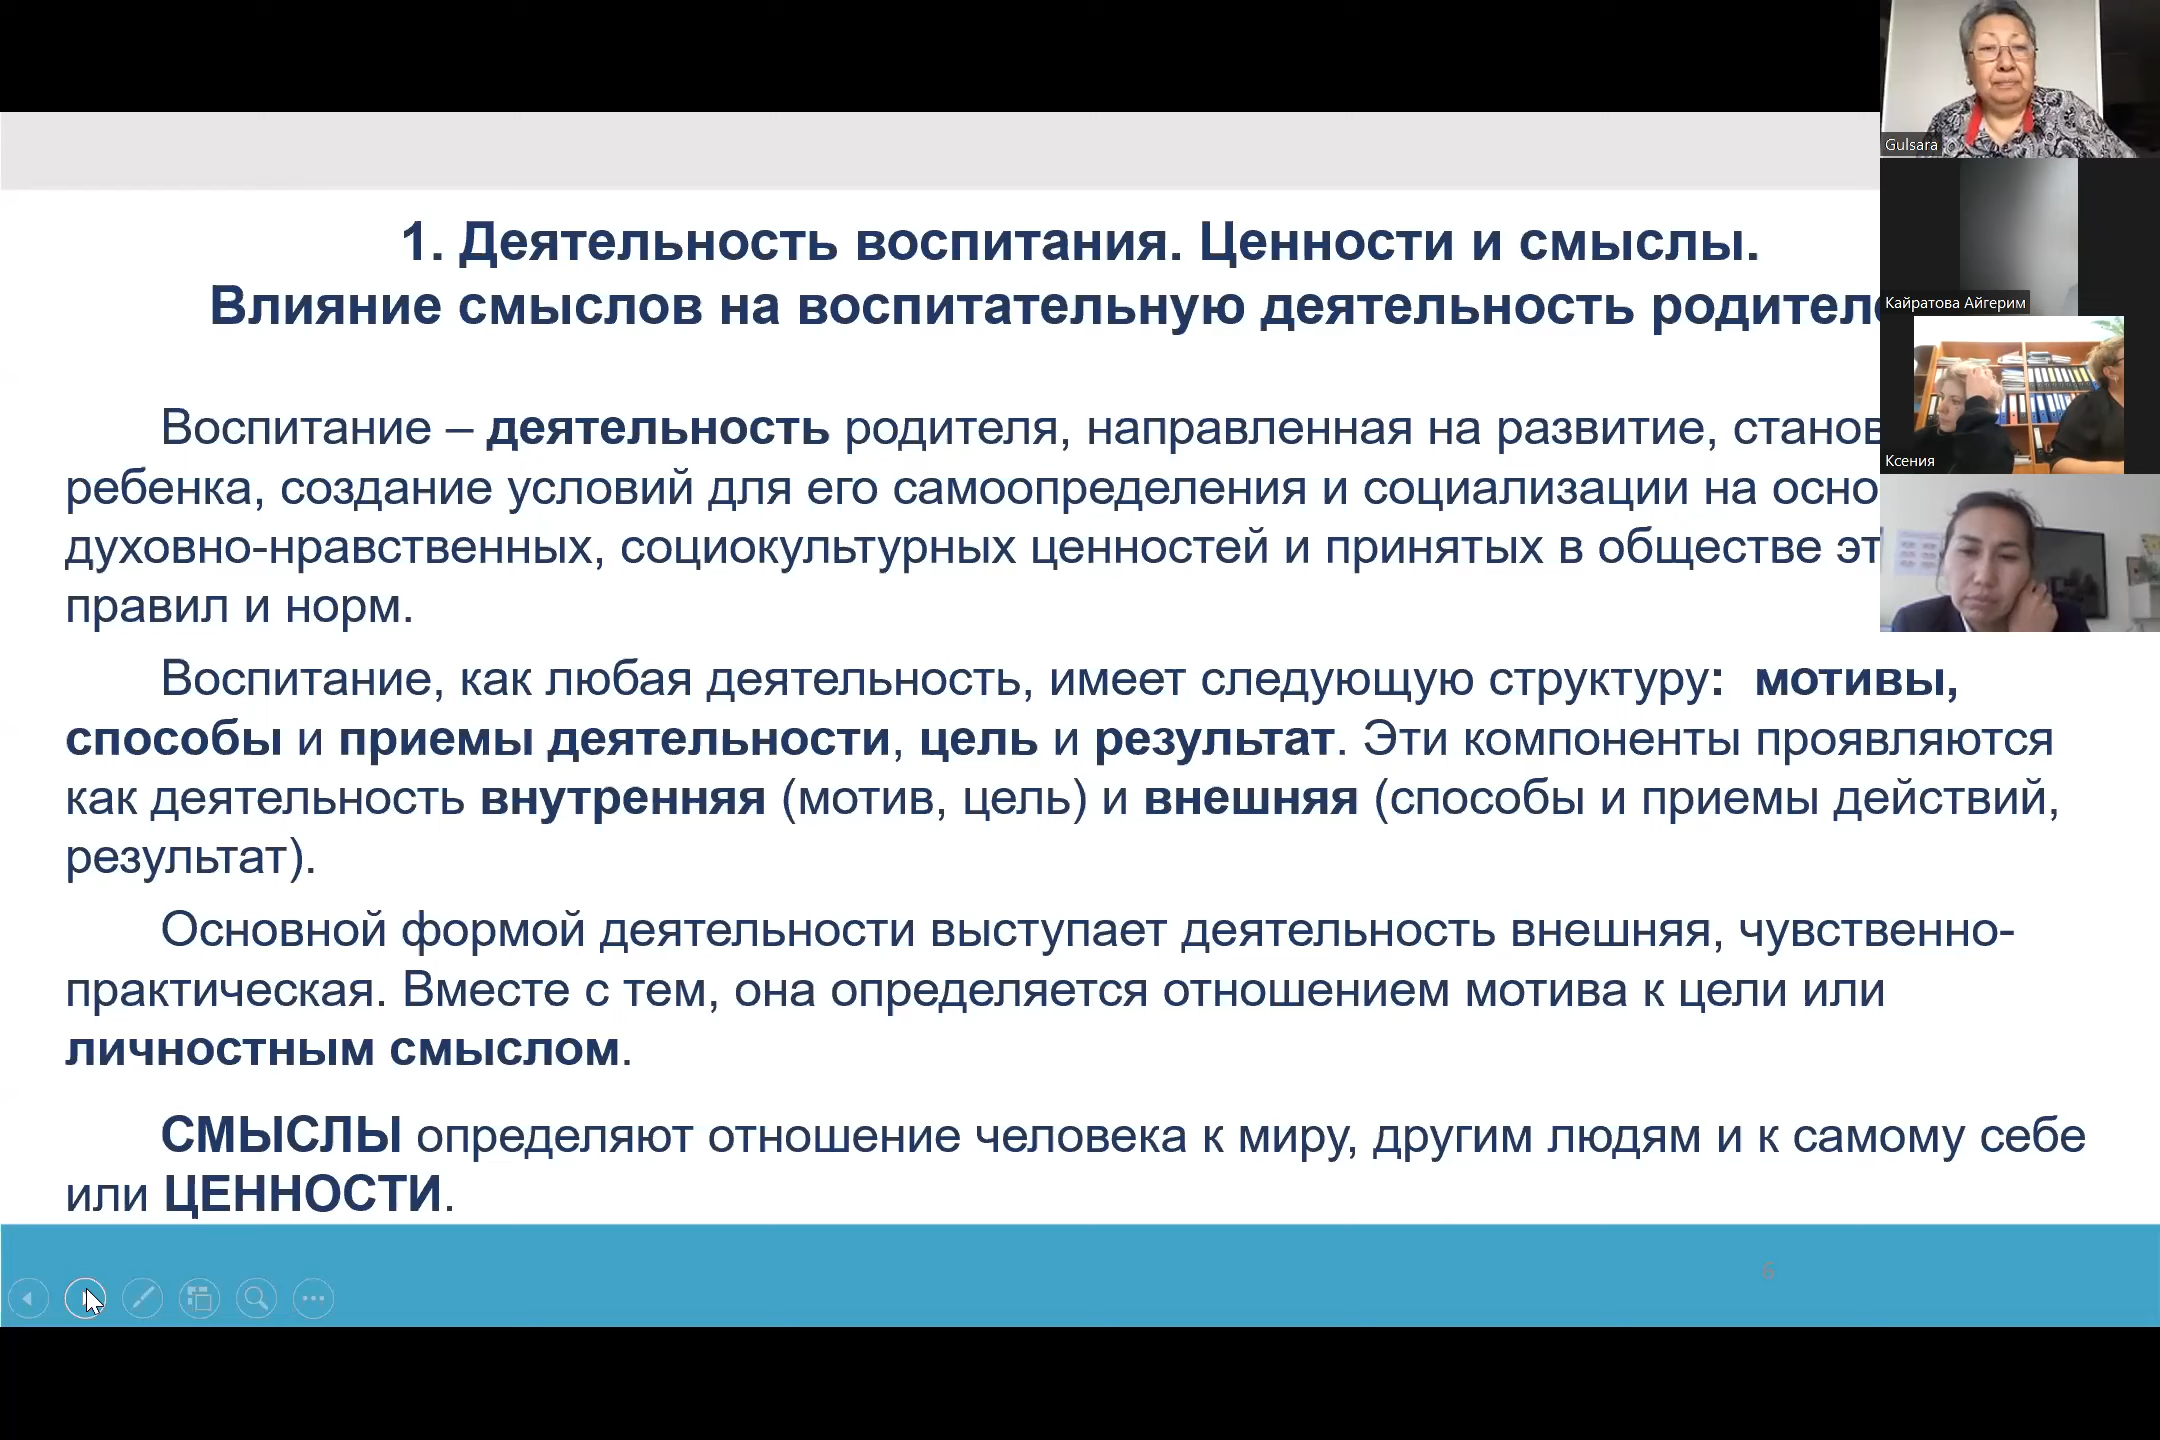 1. Деятельность воспитания. Ценности и смыслы.
Влияние смыслов на воспитательную деятельность
Воспитание – деятельность родителя, направленная на развитие,
ребенка, создание условий для его самоопределения и социализации на
духовно-нравственных, социокультурных ценностей и принятых в обществе
правил и норм.
Воспитание, как любая деятельность, имеет следующую структуру: мотивы,
способы и приемы деятельности, цель и результат. Эти компоненты проявляются
как деятельность внутренняя (мотив, цель) и внешняя (способы и приемы действий,
результат).
Основной формой деятельности выступает деятельность внешняя, чувственно-
практическая. Вместе с тем, она определяется отношением мотива к цели или
личностным смыслом.
СМЫСЛЫ определяют отношение человека к миру, другим людям и к самому себе
или ЦЕННОСТИ.
6
Gulsara
Кайратова Айгерим
Ксения